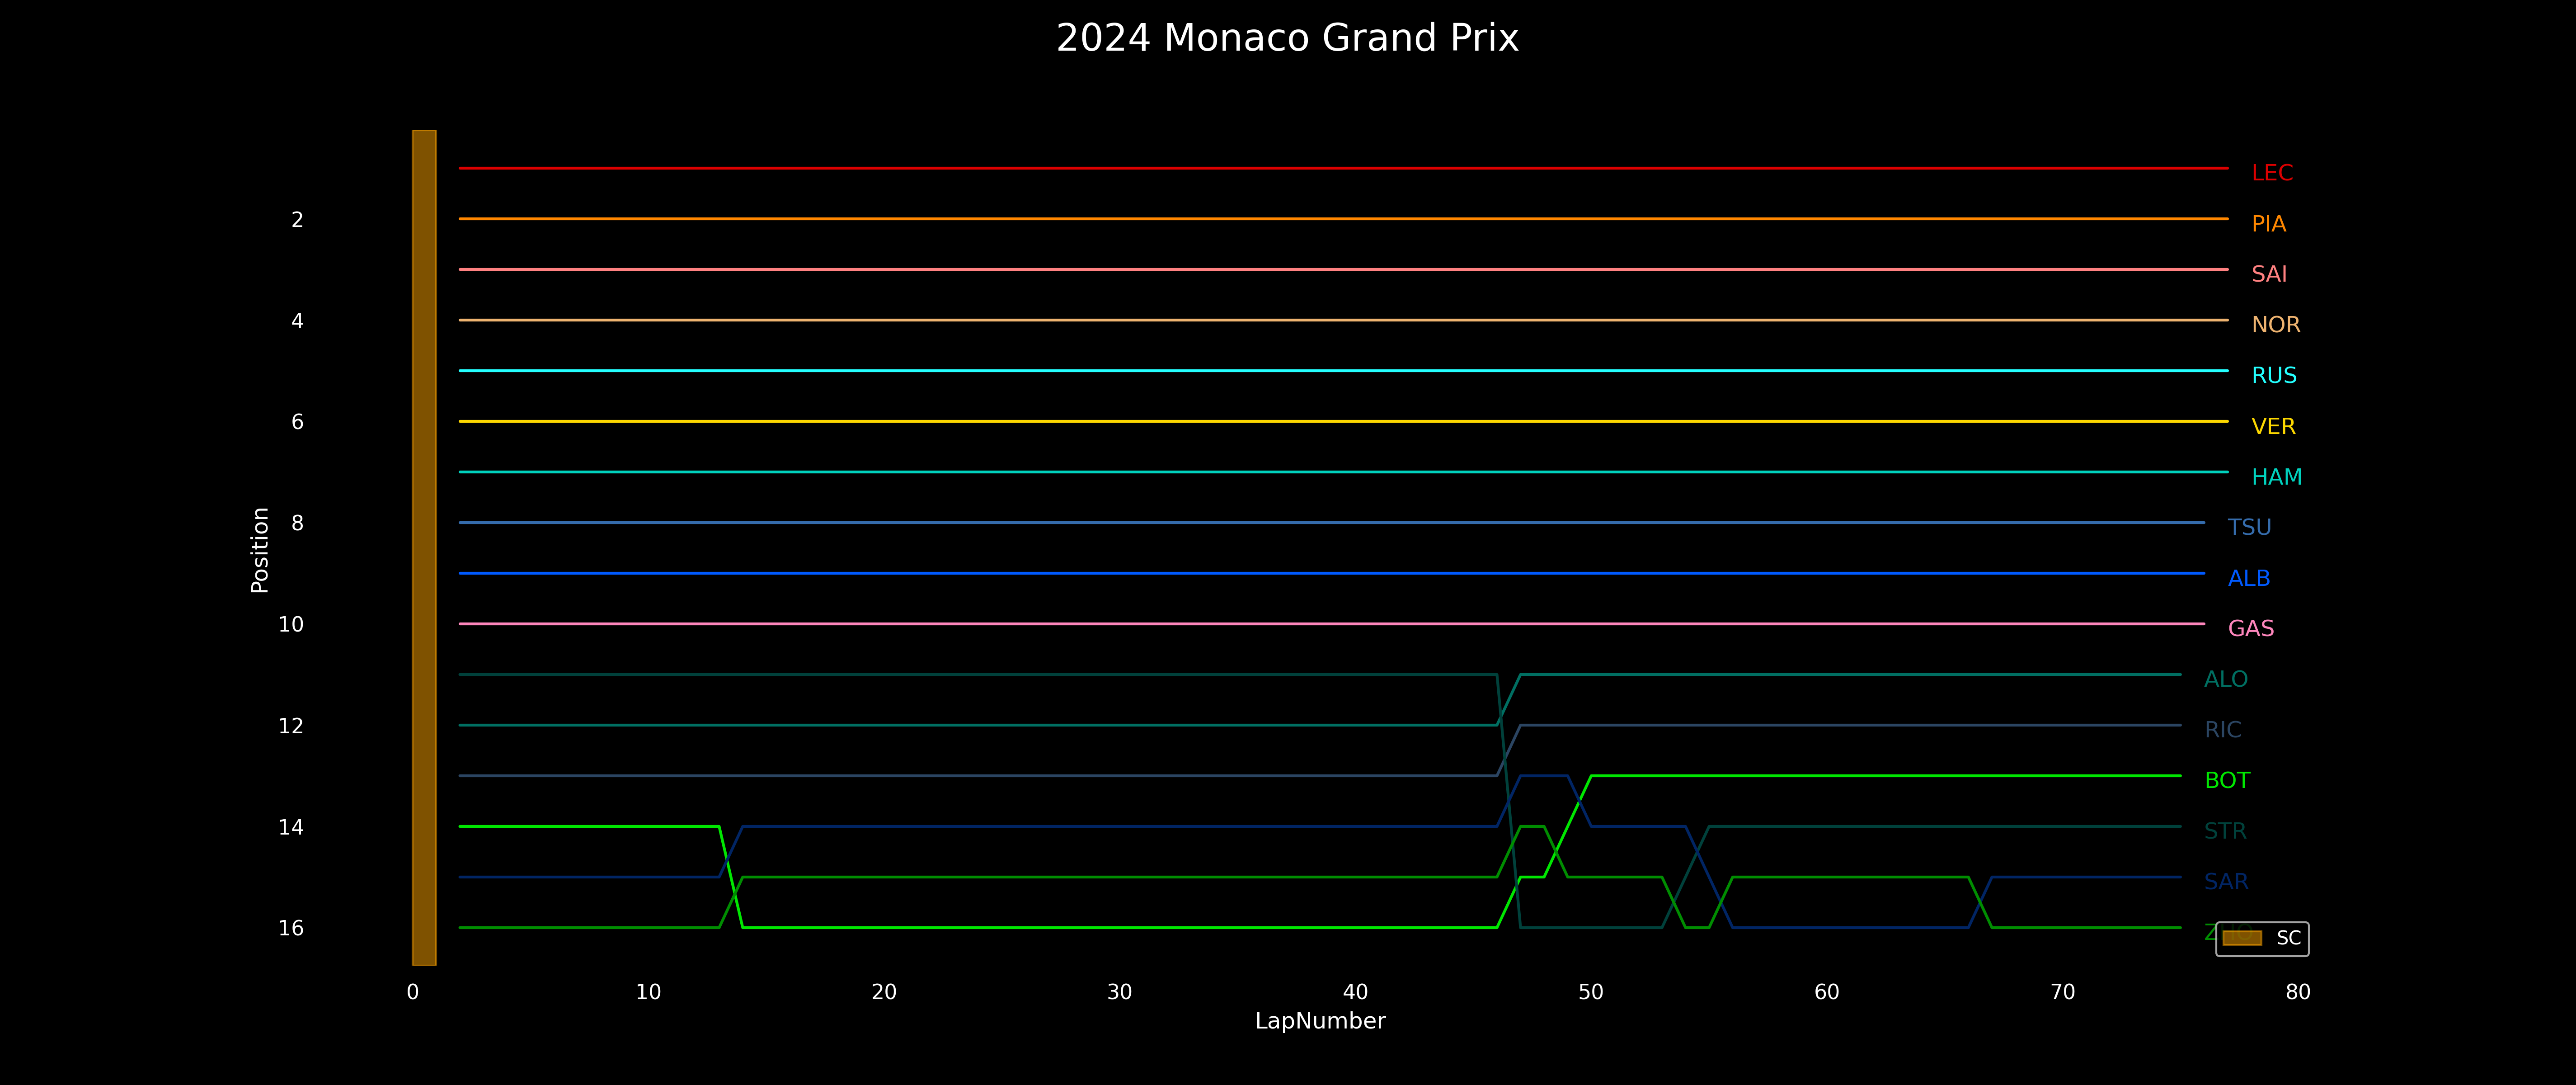 2024 Monaco Grand Prix
Position
2
4
6
8
10
12
14
16
LEC
PIA
SAI
NOR
RUS
VER
HAM
TSU
ALB
GAS
ALO
RIC
BOT
STR
SAR
SC
0 10 20 30 40 50 60 70 80
LapNumber